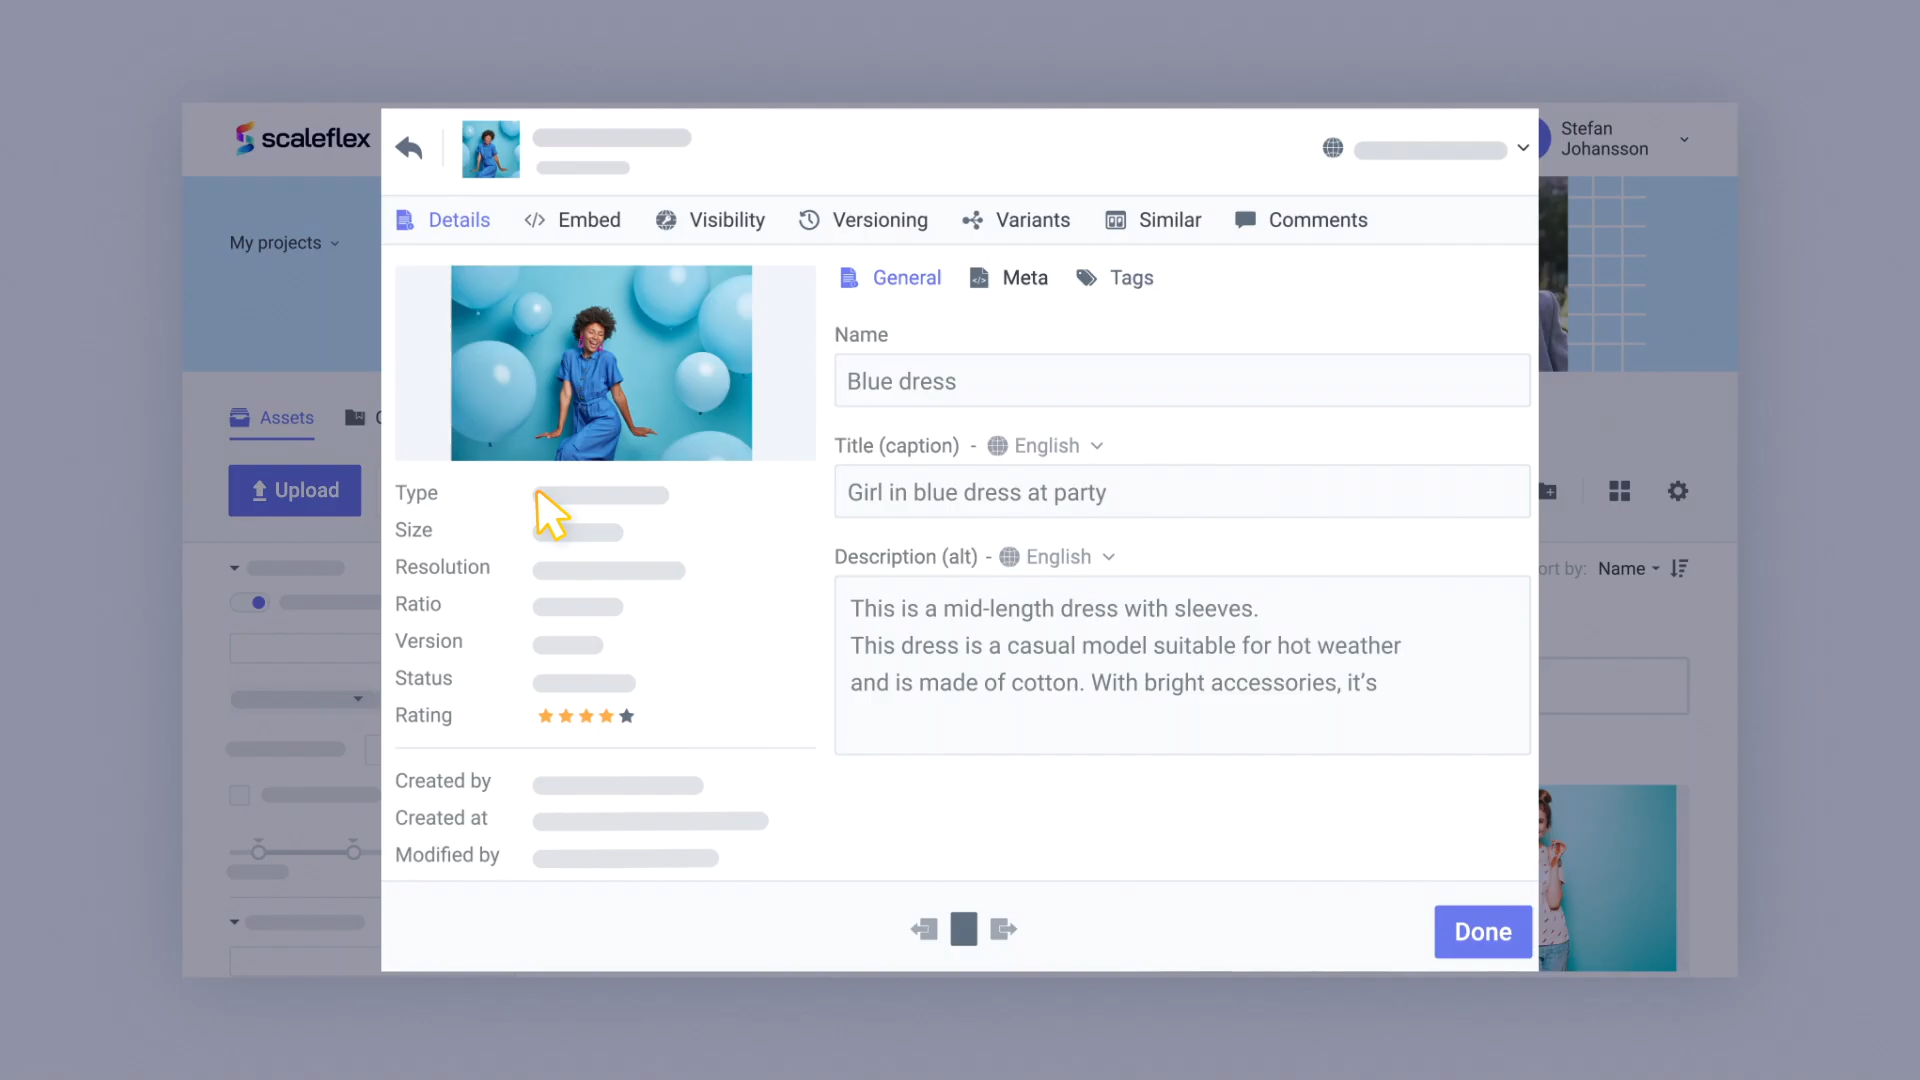 scaleflex
Stefan
Johansson
My projects
Details
Embed
Visibility
Versioning
Variants
Similar
Comments
General
Meta
Tags
Name
Blue dress
Title (caption) - English
Girl in blue dress at party
Description (alt) - English
This is a mid-length dress with sleeves.
This dress is a casual model suitable for hot weather
and is made of cotton. With bright accessories, it’s
Assets
Upload
Type
Size
Resolution
Ratio
Version
Status
Rating
Created by
Created at
Modified by
by: Name
Done